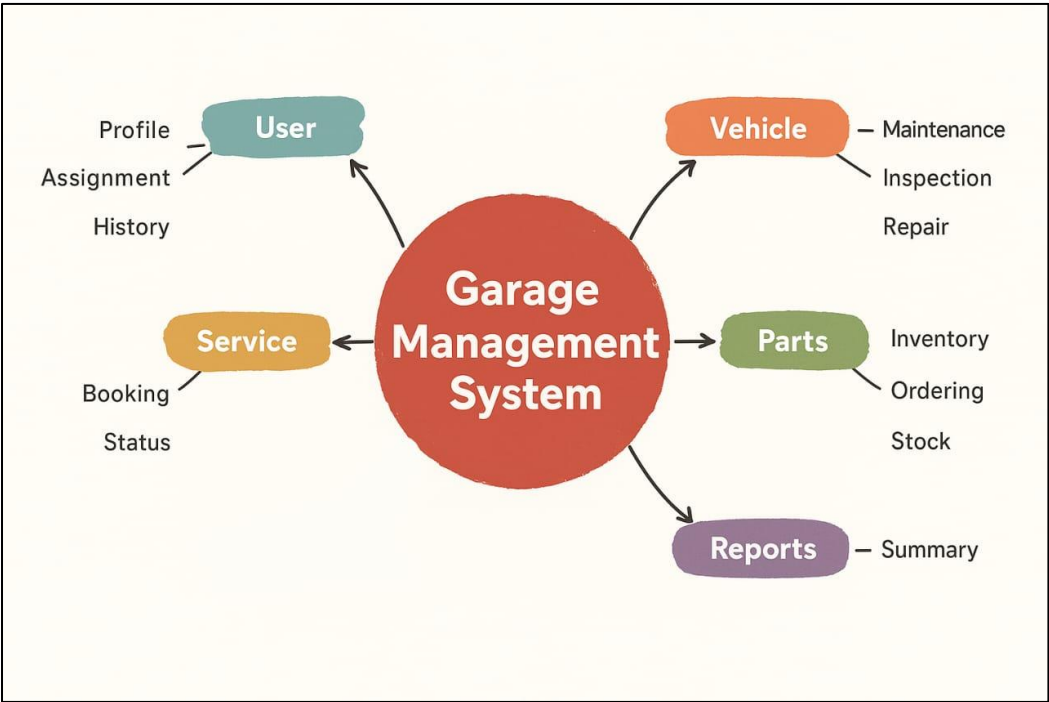 User
Profile
Assignment
History
Service
Booking
Status
Garage
Management
System
Vehicle
Maintenance
Inspection
Repair
Parts
Inventory
Ordering
Stock
Reports
Summary